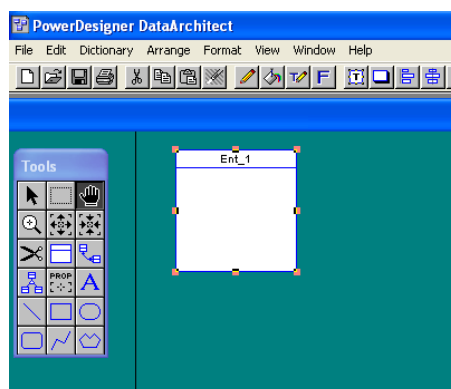 PowerDesigner DataArchitect
File Edit Dictionary Arrange Format View Window Help
T F T
Ent_1
Tools
PROP
A